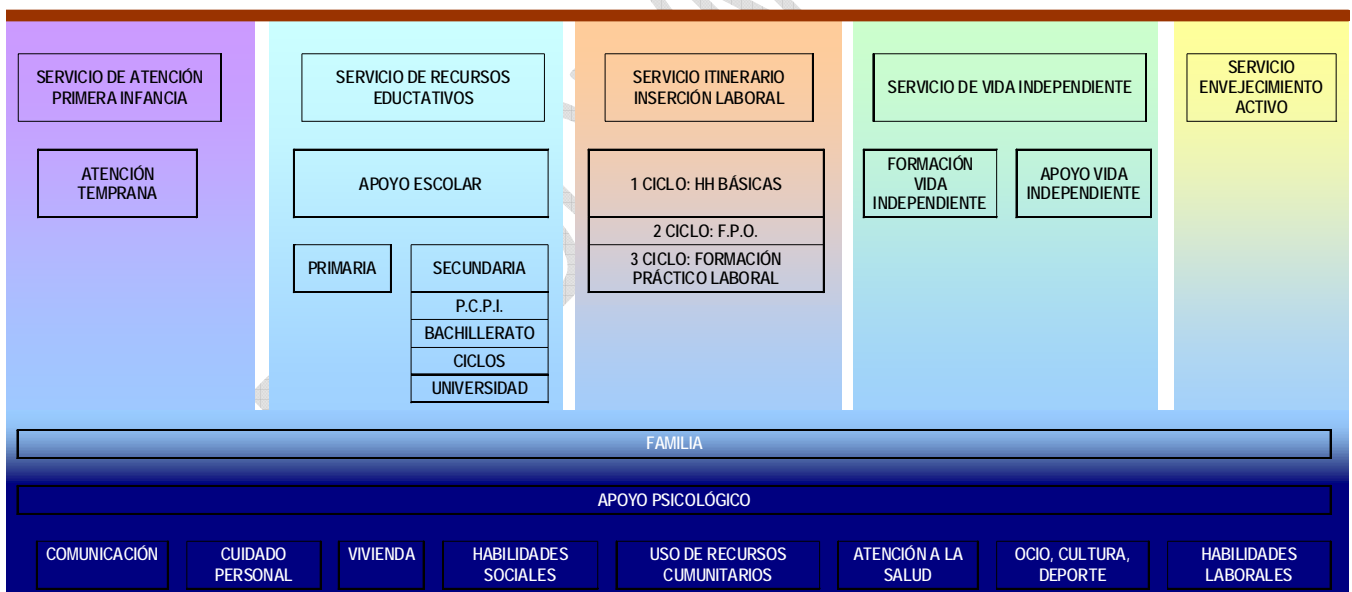 SERVICIO DE ATENCIÓN
PRIMERA INFANCIA
SERVICIO DE RECURSOS
EDUCTATIVOS
SERVICIO ITINERARIO
INSERCIÓN LABORAL
SERVICIO DE VIDA INDEPENDIENTE
SERVICIO
ENVEJECIMIENTO
ACTIVO
ATENCIÓN
TEMPRANA
APOYO ESCOLAR
1 CICLO: HH BÁSICAS
FORMACIÓN
VIDA
INDEPENDIENTE
APOYO VIDA
INDEPENDIENTE
2 CICLO: F.P.O.
PRIMARIA
SECUNDARIA
3 CICLO: FORMACIÓN
PRÁCTICO LABORAL
P.C.P.I.
BACHILLERATO
CICLOS
UNIVERSIDAD
FAMILIA
APOYO PSICOLÓGICO
COMUNICACIÓN
CUIDADO
PERSONAL
VIVIENDA
HABILIDADES
SOCIALES
USO DE RECURSOS
CUMUNITARIOS
ATENCIÓN A LA
SALUD
OCIO, CULTURA,
DEPORTE
HABILIDADES
LABORALES